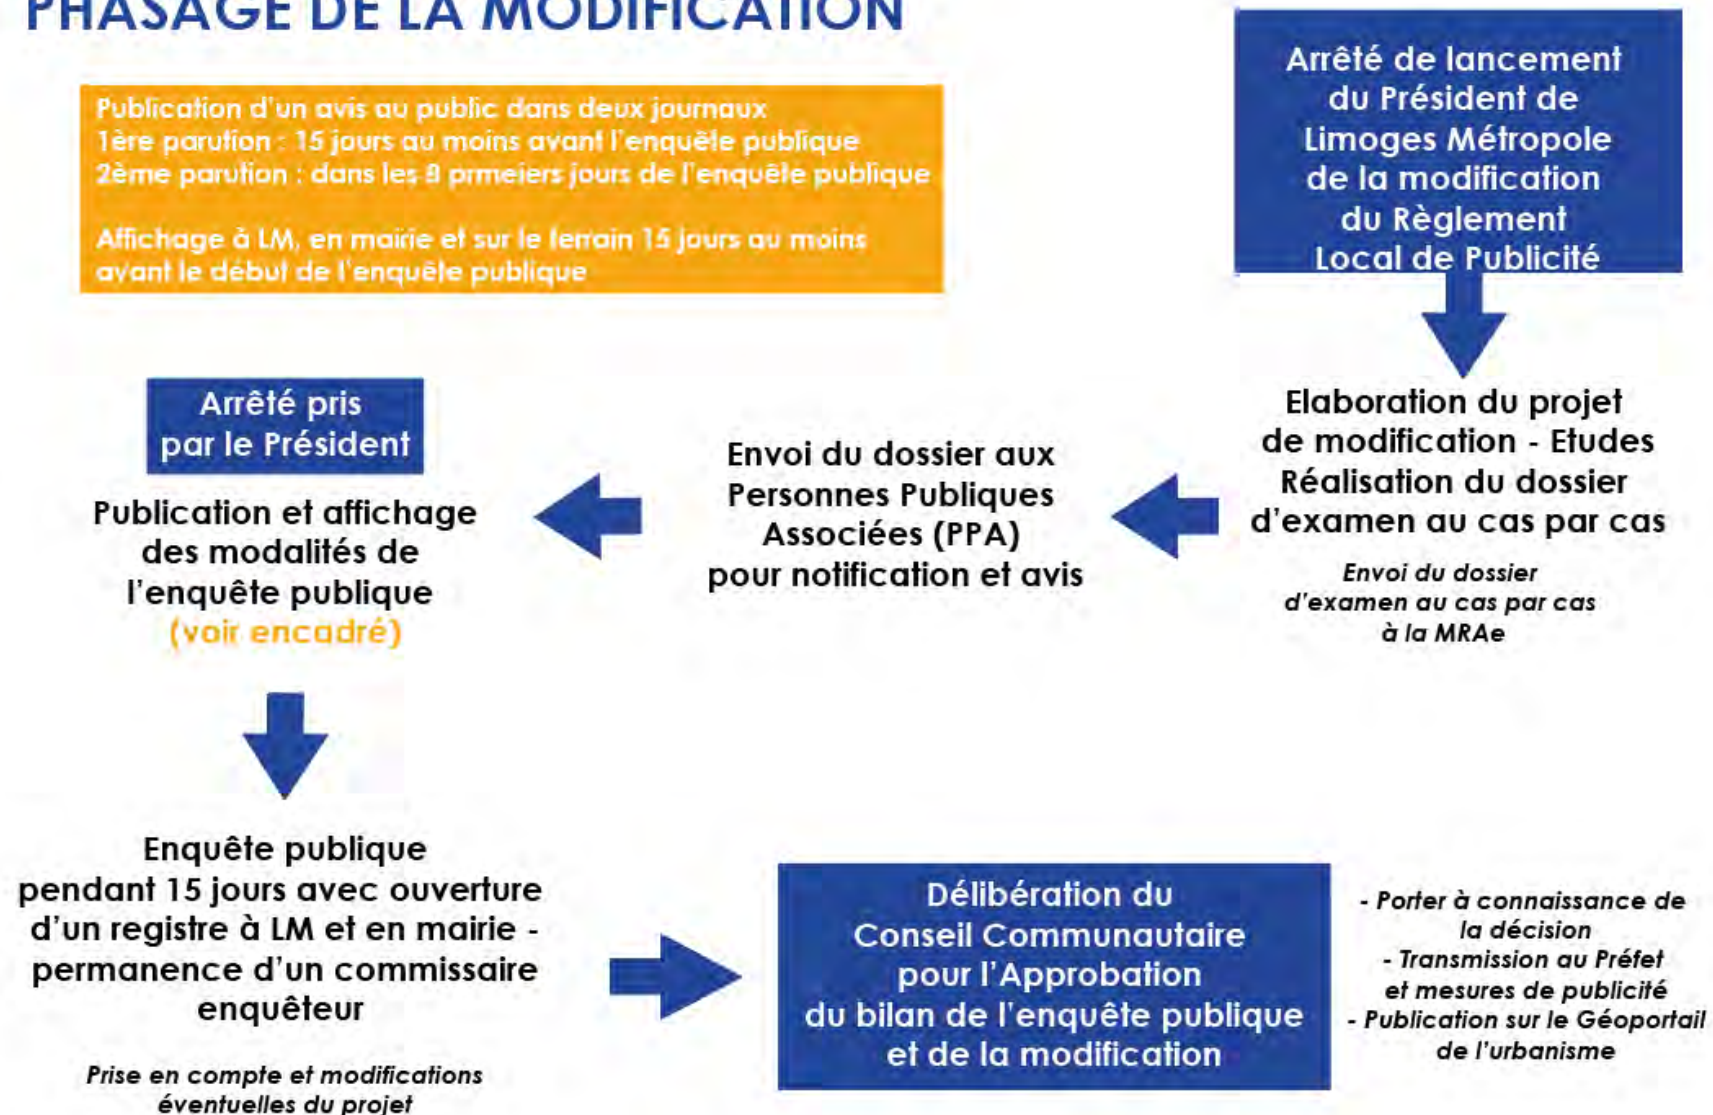 PHASAGE DE LA MODIFICATION
Publication d'un avis au public dans deux journaux
1ère parution : 15 jours au moins avant l'enquête publique
2ème parution : dans les 8 prmeiers jours de l'enquête publique
Affichage à LM, en mairie et sur le terrain 15 jours au moins
avant le début de l'enquête publique
Arrêté de lancement
du Président de
Limoges Métropole
de la modification
du Règlement
Local de Publicité
Elaboration du projet
de modification - Etudes
Réalisation du dossier
d'examen au cas par cas
Envoi du dossier
d'examen au cas par cas
à la MRAe
Envoi du dossier aux
Personnes Publiques
Associées (PPA)
pour notification et avis
Arrêté pris
par le Président
Publication et affichage
des modalités de
l'enquête publique
(voir encadré)
Enquête publique
pendant 15 jours avec ouverture
d'un registre à LM et en mairie -
permanence d'un commissaire
enquêteur
Prise en compte et modifications
éventuelles du projet
Délibération du
Conseil Communautaire
pour l'Approbation
du bilan de l'enquête publique
et de la modification
- Porter à connaissance de
la décision
- Transmission au Préfet
et mesures de publicité
- Publication sur le Géoportail
de l'urbanisme